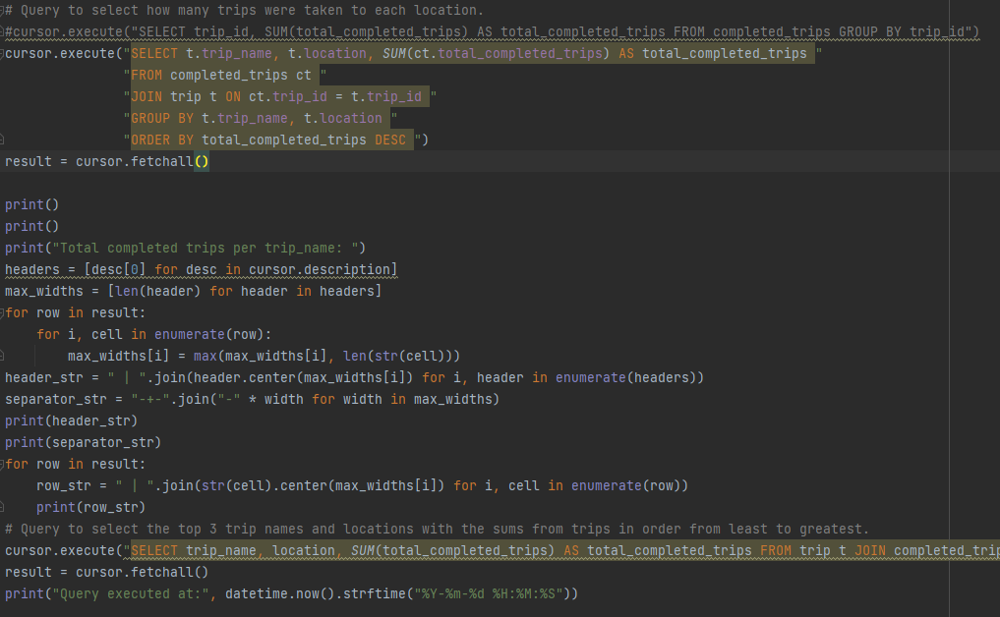 # Query to select how many trips were taken to each location.
#cursor.execute("SELECT trip_id, SUM(total_completed_trips) AS total_completed_trips FROM completed_trips GROUP BY trip_id")
cursor.execute("SELECT t.trip_name, t.location, SUM(ct.total_completed_trips) AS total_completed_trips "
"FROM completed_trips ct "
"JOIN trip t ON ct.trip_id = t.trip_id "
"GROUP BY t.trip_name, t.location "
"ORDER BY total_completed_trips DESC ")
result = cursor.fetchall()
print()
print()
print("Total completed trips per trip_name: ")
headers = [desc[0] for desc in cursor.description]
max_widths = [len(header) for header in headers]
for row in result:
for i, cell in enumerate(row):
max_widths[i] = max(max_widths[i], len(str(cell)))
header_str = " | ".join(header.center(max_widths[i]) for i, header in enumerate(headers))
separator_str = "-+-".join("-" * width for width in max_widths)
print(header_str)
print(separator_str)
for row in result:
row_str = " | ".join(str(cell).center(max_widths[i]) for i, cell in enumerate(row))
print(row_str)
# Query to select the top 3 trip names and locations with the sums from trips in order from least to greatest.
cursor.execute("SELECT trip_name, location, SUM(total_completed_trips) AS total_completed_trips FROM trip t JOIN completed_trip
result = cursor.fetchall()
print("Query executed at:", datetime.now().strftime("%Y-%m-%d %H:%M:%S"))